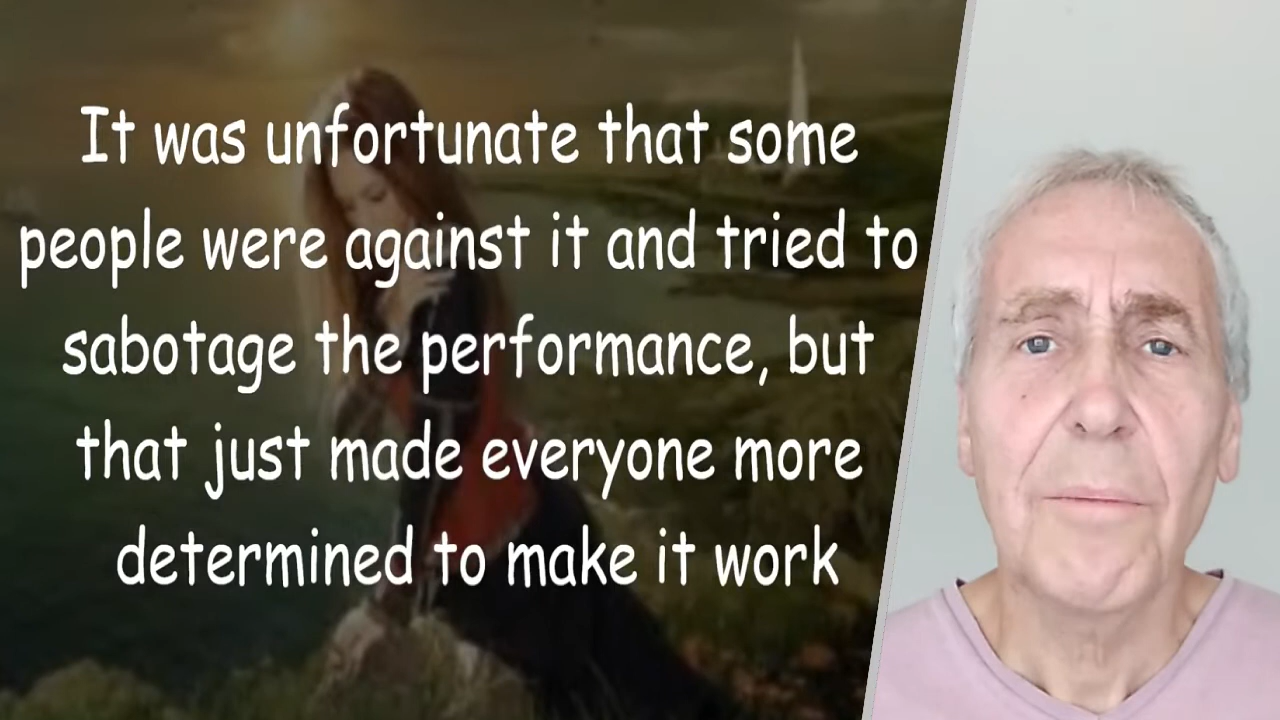 It was unfortunate that some
people were against it and tried to
sabotage the performance, but
that just made everyone more
determined to make it work